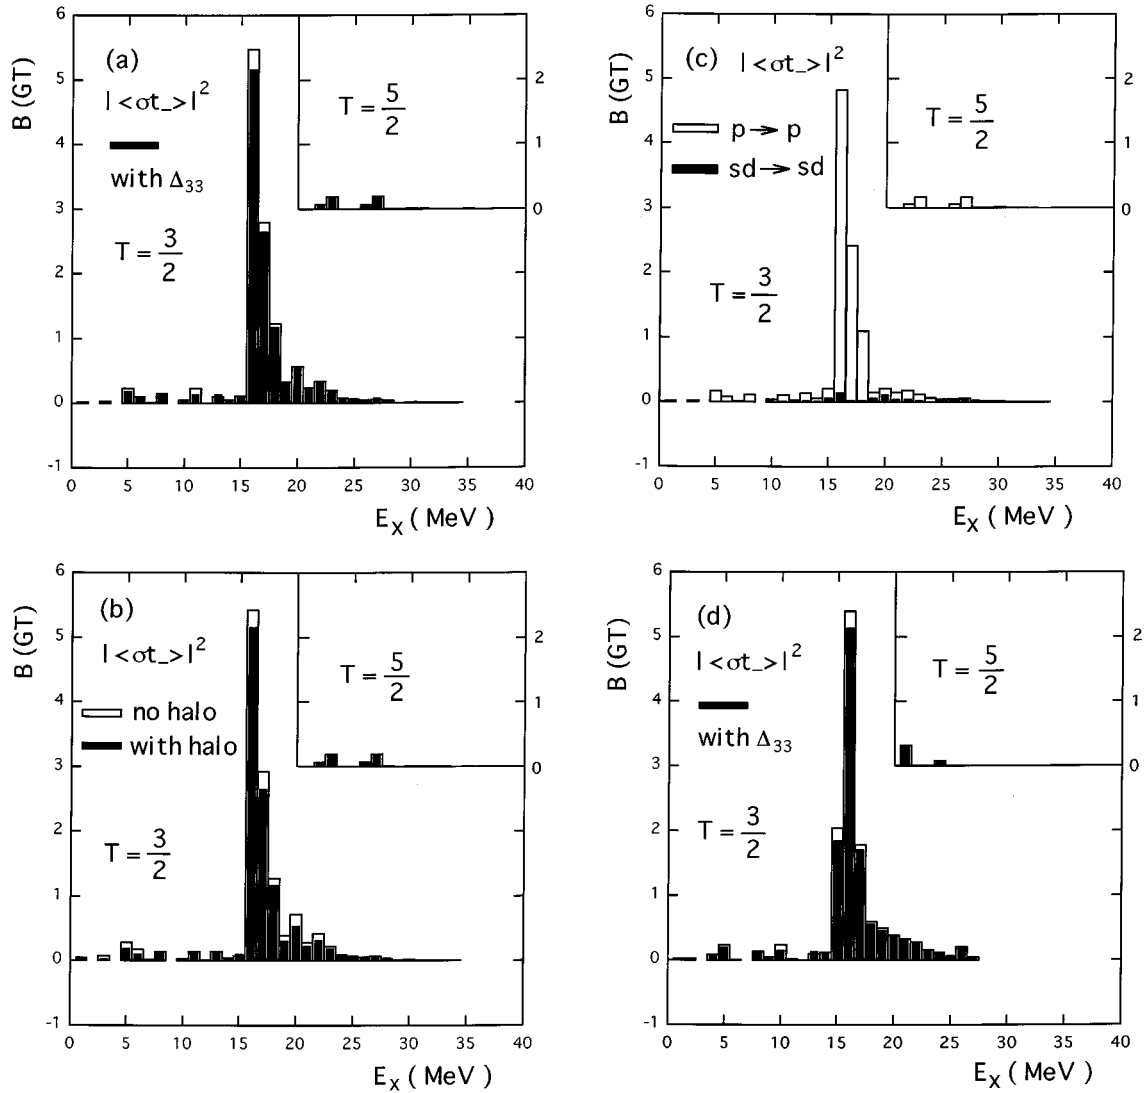 (a)
|<σt_>|²
with Δ₃₃
T = 3/2
T = 5/2
B (GT)
6
5
4
3
2
1
0
-1
2
1
0
0 5 10 15 20 25 30 35 40
E_X ( MeV )
(c) |<σt_>|²
p→p
sd→sd
T = 3/2
T = 5/2
B (GT)
6
5
4
3
2
1
0
-1
2
1
0
0 5 10 15 20 25 30 35 40
E_X ( MeV )
(b)
|<σt_>|²
no halo
with halo
T = 3/2
T = 5/2
B (GT)
6
5
4
3
2
1
0
-1
2
1
0
0 5 10 15 20 25 30 35 40
E_X ( MeV )
(d)
|<σt_>|²
with Δ₃₃
T = 3/2
T = 5/2
B (GT)
6
5
4
3
2
1
0
-1
2
1
0
0 5 10 15 20 25 30 35 40
E_X ( MeV )